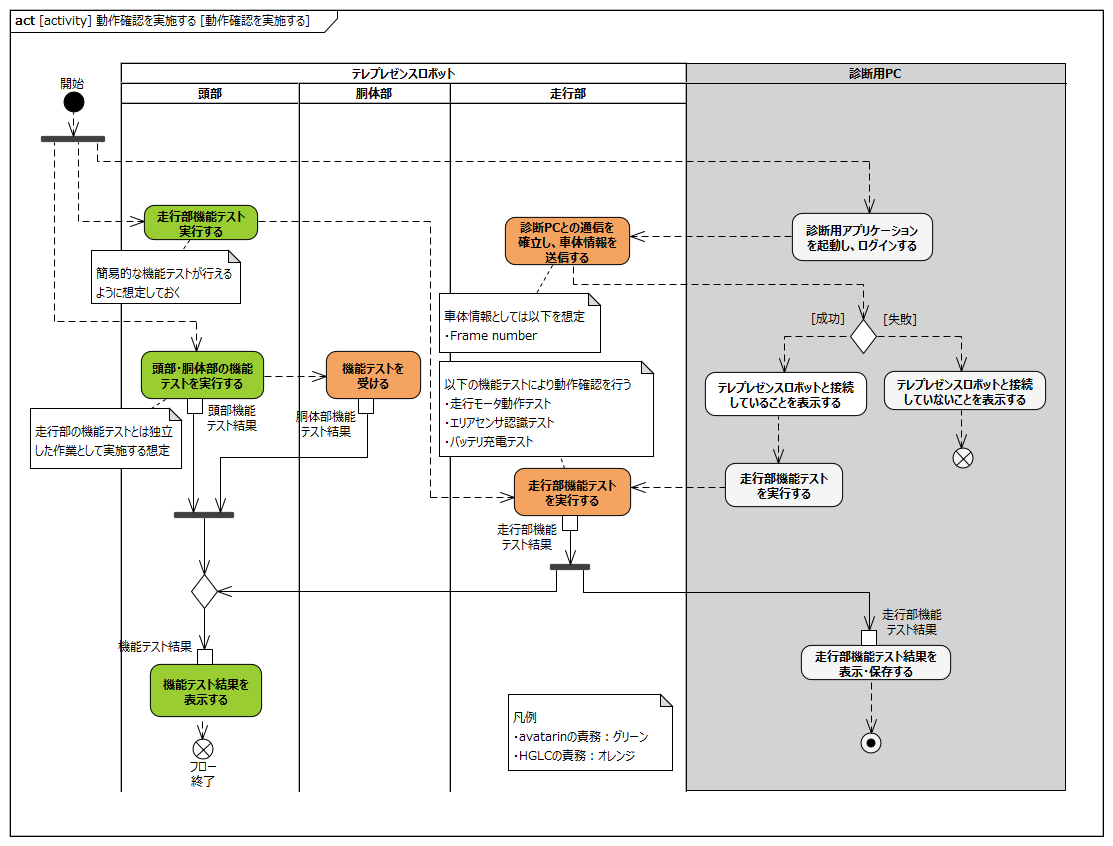 act [activity] 動作確認を実施する [動作確認を実施する]
開始
テレプレゼンスロボット
診断用PC
頭部
胴体部
走行部
走行部機能テスト
実行する
簡易的な機能テストが行える
ように想定しておく
診断PCとの通信を
確立し、車体情報を
送信する
診断用アプリケーション
を起動し、ログインする
車体情報としては以下を想定
・Frame number
[成功]
[失敗]
頭部・胴体部の機能
テストを実行する
機能テストを
受ける
以下の機能テストにより動作確認を行う
・走行モータ動作テスト
・エリアセンサ認識テスト
・バッテリ充電テスト
テレプレゼンスロボットと接続
していることを表示する
テレプレゼンスロボットと接続
していないことを表示する
頭部機能
テスト結果
胴体部機能
テスト結果
走行部の機能テストとは独立
した作業として実施する想定
走行部機能テスト
を実行する
走行部機能テスト
を実行する
走行部機能
テスト結果
走行部機能
テスト結果
機能テスト結果
走行部機能テスト結果を
表示・保存する
機能テスト結果を
表示する
凡例
・avatarinの責務：グリーン
・HGLCの責務：オレンジ
フロー
終了